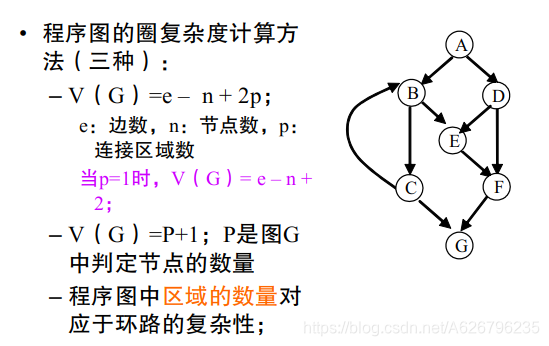 • 程序图的圈复杂度计算方
法（三种）：
– V（G）=e – n + 2p；
e：边数，n：节点数，p：
连接区域数
当p=1时，V（G）= e – n +
2；
– V（G）=P+1；P是图G
中判定节点的数量
– 程序图中区域的数量对
应于环路的复杂性；
A
B
D
E
C
F
G
https://blog.csdn.net/A626796235